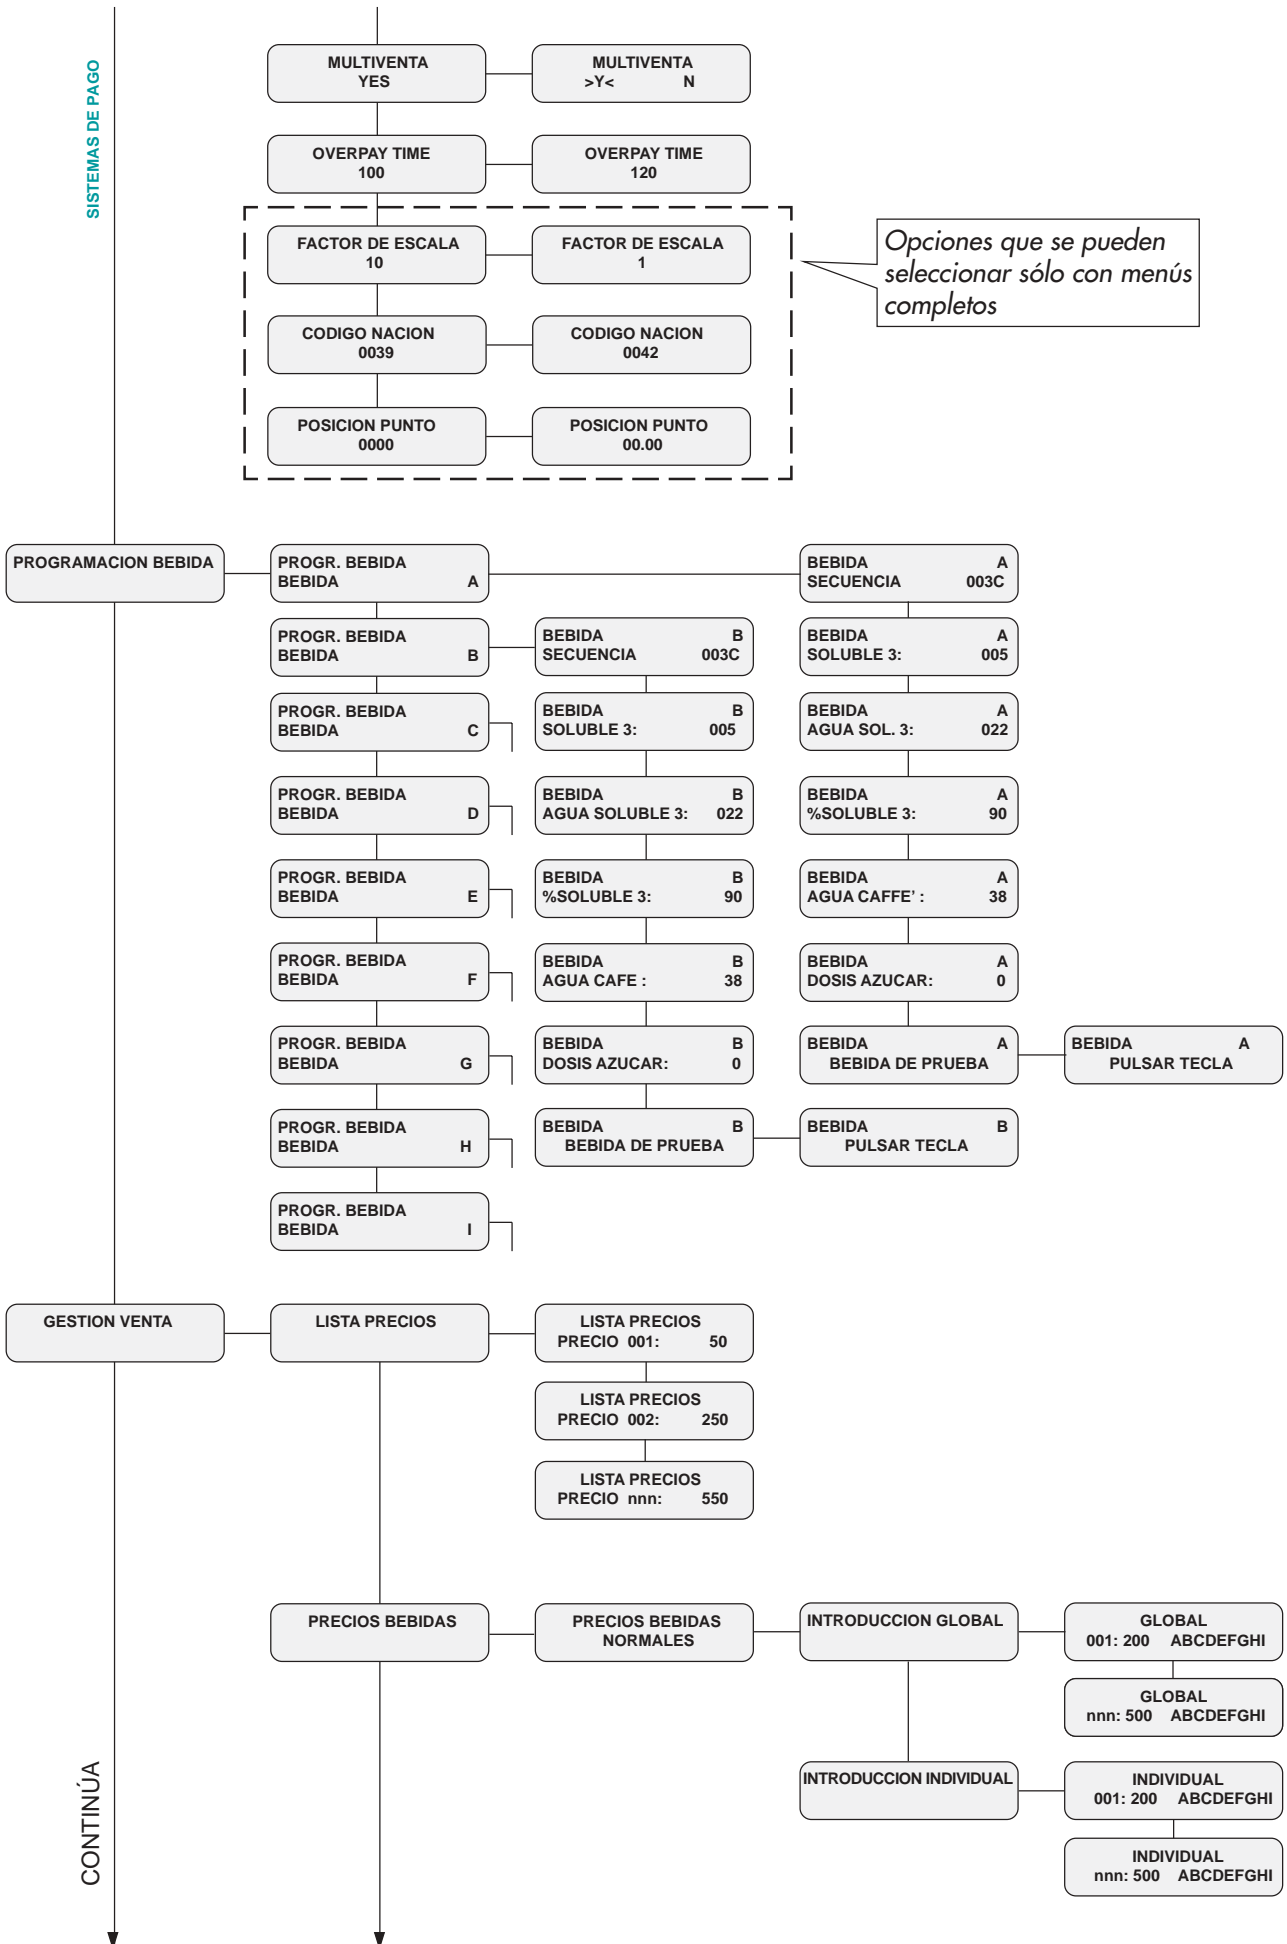 SISTEMAS DE PAGO
MULTIVENTA
YES
MULTIVENTA
>Y< N
OVERPAY TIME
100
OVERPAY TIME
120
FACTOR DE ESCALA
10
FACTOR DE ESCALA
1
Opciones que se pueden
seleccionar sólo con menús
completos
CODIGO NACION
0039
CODIGO NACION
0042
POSICION PUNTO
0000
POSICION PUNTO
00.00
PROGRAMACION BEBIDA
PROGR. BEBIDA
BEBIDA A
BEBIDA A
SECUENCIA 003C
PROGR. BEBIDA
BEBIDA B
BEBIDA B
SECUENCIA 003C
BEBIDA A
SOLUBLE 3: 005
PROGR. BEBIDA
BEBIDA C
BEBIDA B
SOLUBLE 3: 005
BEBIDA A
AGUA SOL. 3: 022
PROGR. BEBIDA
BEBIDA D
BEBIDA B
AGUA SOLUBLE 3: 022
BEBIDA A
%SOLUBLE 3: 90
PROGR. BEBIDA
BEBIDA E
BEBIDA B
%SOLUBLE 3: 90
BEBIDA A
AGUA CAFFE’ : 38
PROGR. BEBIDA
BEBIDA F
BEBIDA B
AGUA CAFE : 38
BEBIDA A
DOSIS AZUCAR: 0
PROGR. BEBIDA
BEBIDA G
BEBIDA B
DOSIS AZUCAR: 0
BEBIDA A
BEBIDA DE PRUEBA
BEBIDA A
PULSAR TECLA
PROGR. BEBIDA
BEBIDA H
BEBIDA B
BEBIDA DE PRUEBA
BEBIDA B
PULSAR TECLA
PROGR. BEBIDA
BEBIDA I
GESTION VENTA
LISTA PRECIOS
LISTA PRECIOS
PRECIO 001: 50
LISTA PRECIOS
PRECIO 002: 250
LISTA PRECIOS
PRECIO nnn: 550
PRECIOS BEBIDAS
PRECIOS BEBIDAS
NORMALES
INTRODUCCION GLOBAL
GLOBAL
001: 200 ABCDEFGHI
GLOBAL
nnn: 500 ABCDEFGHI
INTRODUCCION INDIVIDUAL
INDIVIDUAL
001: 200 ABCDEFGHI
INDIVIDUAL
nnn: 500 ABCDEFGHI
CONTINÚA